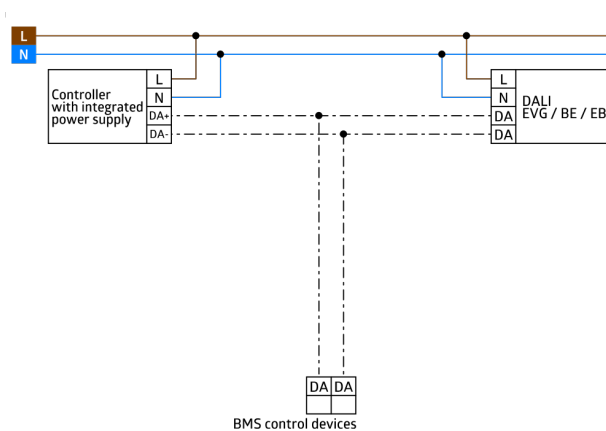 L
N
Controller
with integrated
power supply
L
N
DA+
DA-
L
N
DA
DA
DALI
EVG / BE / EB
DA DA
BMS control devices